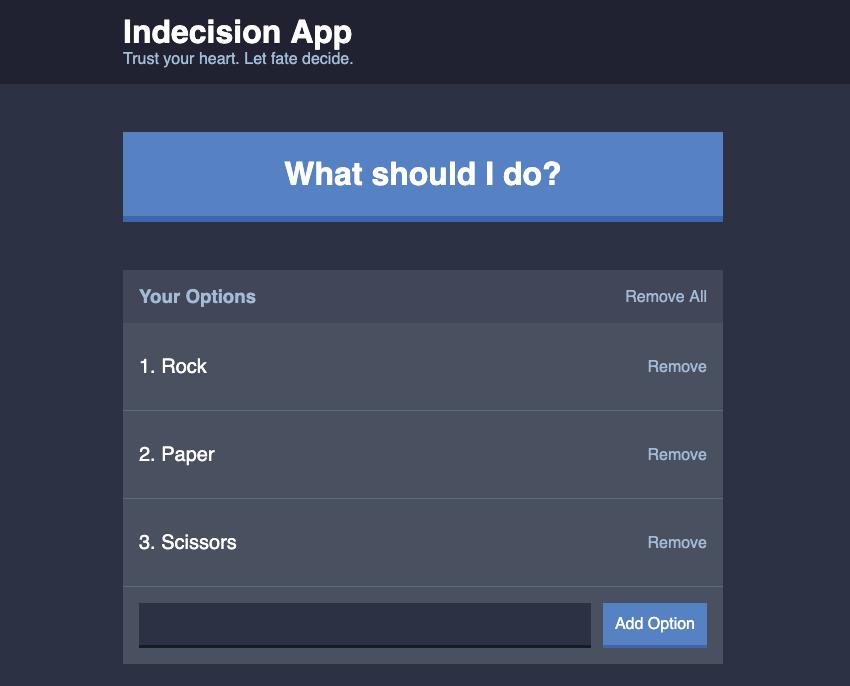 Indecision App
Trust your heart. Let fate decide.
What should I do?
Your Options
Remove All
1. Rock
Remove
2. Paper
Remove
3. Scissors
Remove
Add Option